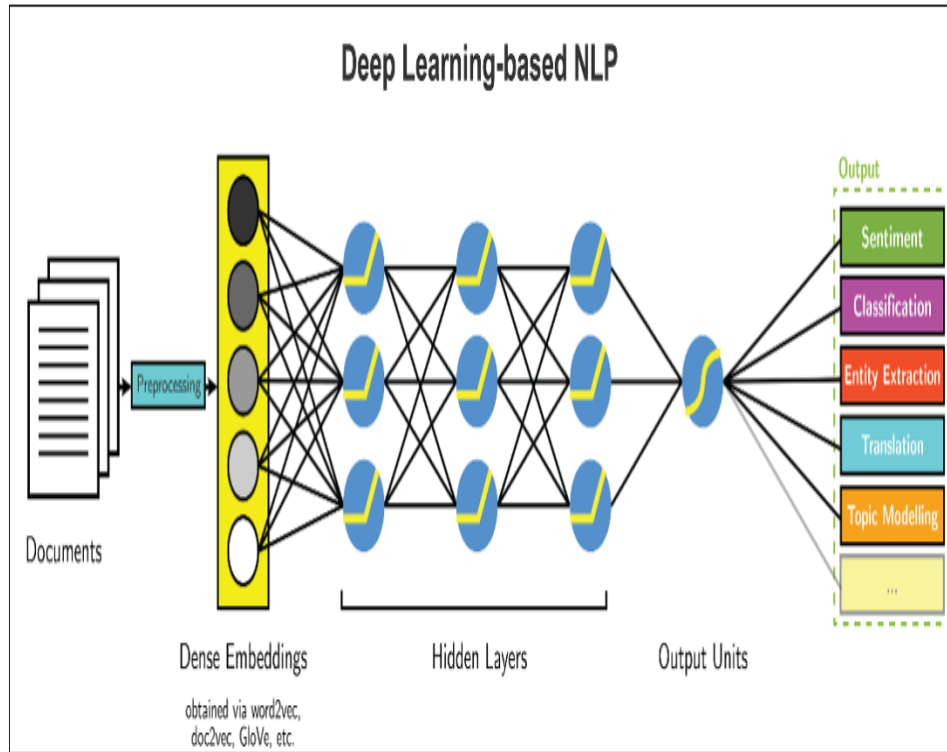 Deep Learning-based NLP
Output
Sentiment
Classification
Entity Extraction
Translation
Topic Modelling
...
Preprocessing
Documents
Dense Embeddings
obtained via word2vec,
doc2vec, GloVe, etc.
Hidden Layers
Output Units